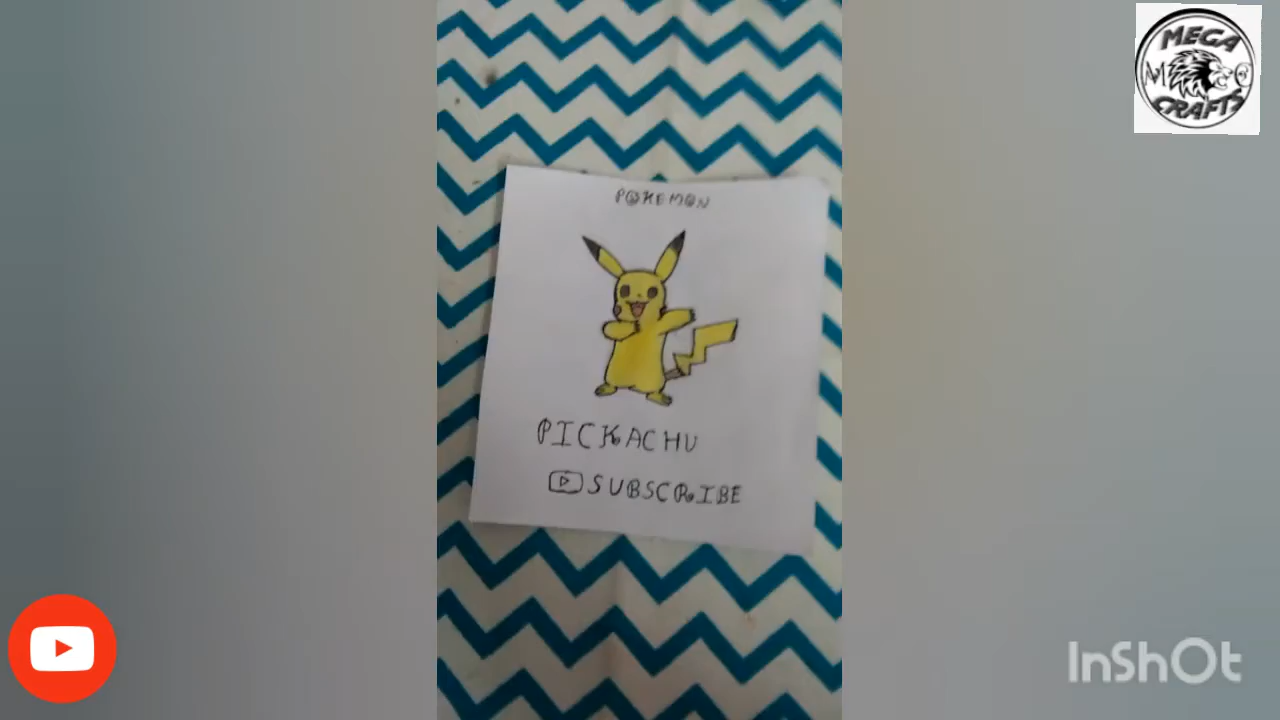 MEGA
M C
CRAFTS
POKEMON
PICKACHU
SUBSCRIBE
InShOt